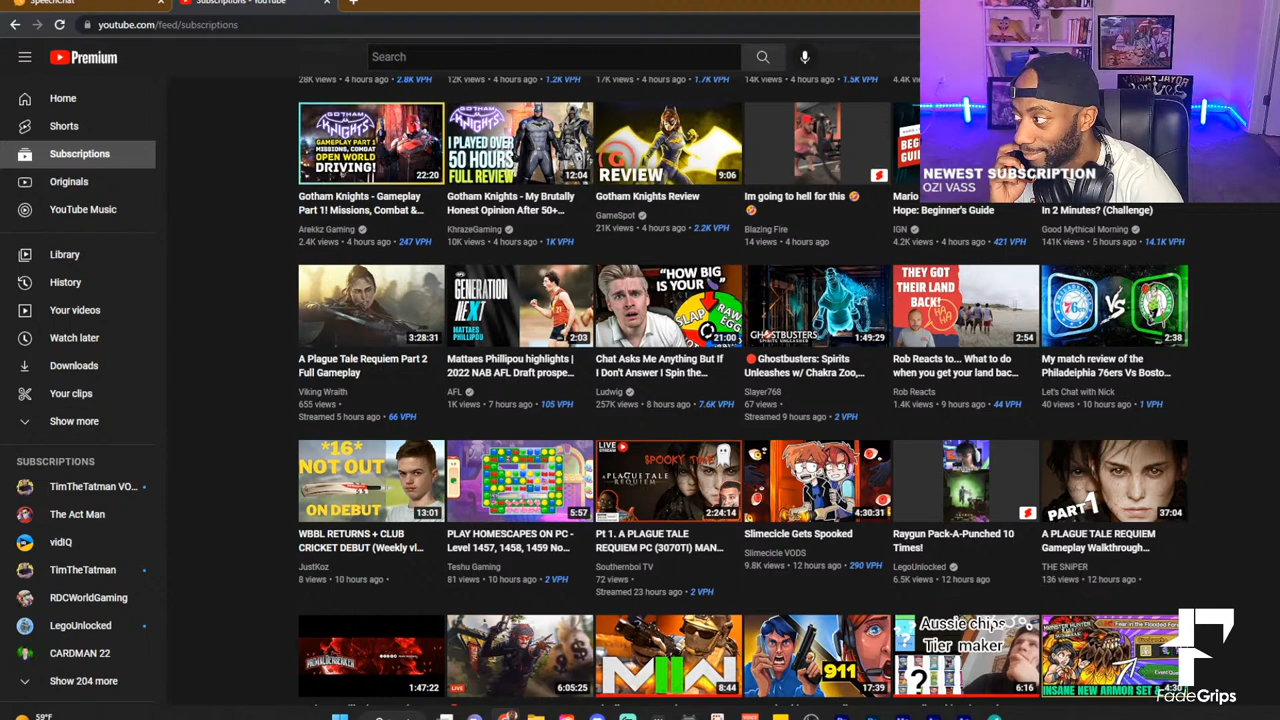 Subscriptions - YouTube
youtube.com/feed/subscriptions
Premium
Search
Home
Shorts
Subscriptions
Originals
YouTube Music
Library
History
Your videos
Watch later
Downloads
Your clips
Show more
SUBSCRIPTIONS
TimTheTatman VO...
The Act Man
vidIQ
TimTheTatman
RDCWorldGaming
LegoUnlocked
CARDMAN 22
Show 204 more
59°F
28K views • 4 hours ago • 2.8K VPH
12K views • 4 hours ago • 1.2K VPH
17K views • 4 hours ago • 1.7K VPH
14K views • 4 hours ago • 1.5K VPH
GOTHAM KNIGHTS
GAMEPLAY PART 1
MISSIONS, COMBAT
OPEN WORLD
DRIVING!
22:20
Gotham Knights - Gameplay
Part 1! Missions, Combat &...
Arekkz Gaming
2.4K views • 4 hours ago • 247 VPH
GOTHAM KNIGHTS
I PLAYED OVER
50 HOURS
FULL REVIEW
12:04
Gotham Knights - My Brutally
Honest Opinion After 50+...
KhrazeGaming
10K views • 4 hours ago • 1K VPH
REVIEW
9:06
Gotham Knights Review
GameSpot
21K views • 4 hours ago • 2.2K VPH
Im going to hell for this 🤣
🤣
Blazing Fire
14 views • 4 hours ago
Mario
Hope: Beginner's Guide
IGN
4.2K views • 4 hours ago • 421 VPH
In 2 Minutes? (Challenge)
Good Mythical Morning
141K views • 5 hours ago • 14.1K VPH
NEWEST SUBSCRIPTION
OZI VASS
3:28:31
A Plague Tale Requiem Part 2
Full Gameplay
Viking Wraith
655 views •
Streamed 5 hours ago • 66 VPH
GENERATION
NEXT
MATTAES
PHILLIPOU
2:03
Mattaes Phillipou highlights |
2022 NAB AFL Draft prospe...
AFL
1K views • 7 hours ago • 105 VPH
"HOW BIG
IS YOUR
SLAP
RAW
EGG
21:00
Chat Asks Me Anything But If
I Don't Answer I Spin the...
Ludwig
257K views • 8 hours ago • 7.6K VPH
GHOSTBUSTERS
1:49:29
Ghostbusters: Spirits
Unleashes w/ Chakra Zoo,...
Slayer768
67 views •
Streamed 9 hours ago • 2 VPH
THEY GOT
THEIR LAND
BACK!
HA
HA
2:54
Rob Reacts to... What to do
when you get your land bac...
Rob Reacts
1.4K views • 9 hours ago • 44 VPH
76ers
VS
2:38
My match review of the
Philadelphia 76ers Vs Bosto...
Let's Chat with Nick
40 views • 10 hours ago • 1 VPH
*16*
NOT OUT
ON DEBUT
13:01
WBBL RETURNS + CLUB
CRICKET DEBUT (Weekly vl...
JustKoz
8 views • 10 hours ago •
5:57
PLAY HOMESCAPES ON PC -
Level 1457, 1458, 1459 No...
Teshu Gaming
81 views • 10 hours ago • 2 VPH
LIVE
STREAM
SPOOKY TIME
A PLAGUE TALE
REQUIEM
2:24:14
Pt 1. A PLAGUE TALE
REQUIEM PC (3070TI) MAN...
Southernboi TV
72 views •
Streamed 23 hours ago • 2 VPH
4:30:31
Slimecicle Gets Spooked
Slimecicle VODS
9.8K views • 12 hours ago • 290 VPH
Raygun Pack-A-Punched 10
Times!
LegoUnlocked
6.5K views • 12 hours ago
PART 1
37:04
A PLAGUE TALE REQUIEM
Gameplay Walkthrough...
THE SNIPER
136 views • 12 hours ago •
1:47:22
LIVE
6:05:25
MW
II
8:44
911
17:39
Aussie chips
Tier maker
?
6:16
MONSTER HUNTER
INSANE NEW ARMOR SET &
4:30
FadeGrips